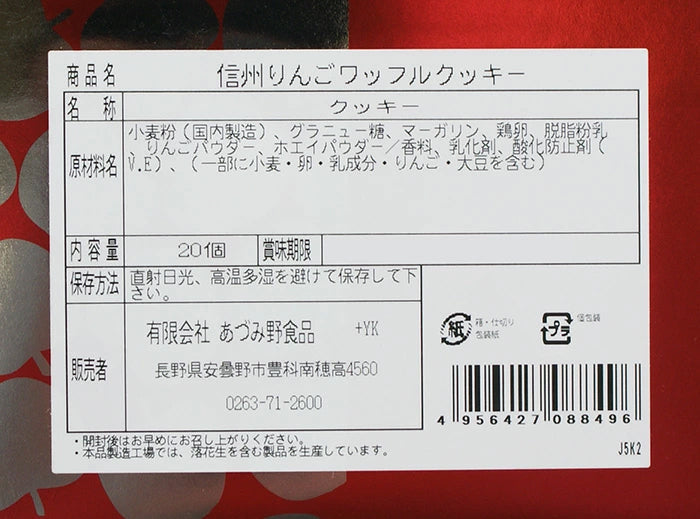 商品名 信州りんごワッフルクッキー
名 称 クッキー
原材料名 小麦粉(国内製造)、グラニュー糖、マーガリン、鶏卵、脱脂粉乳
、りんごパウダー、ホエイパウダー/香料、乳化剤、酸化防止剤(
V.E)、(一部に小麦・卵・乳成分・りんご・大豆を含む)
内容量 20個 賞味期限
保存方法 直射日光、高温多湿を避けて保存して下
さい。
販売者 有限会社 あづみ野食品 +YK
長野県安曇野市豊科南穂高4560
0263-71-2600
紙 箱・仕切り
包装紙
プラ 個包装
4 956427 088496
・開封後はお早めにお召し上がりください。
・本品製造工場では、落花生を含む製品を生産しています。
J5K2